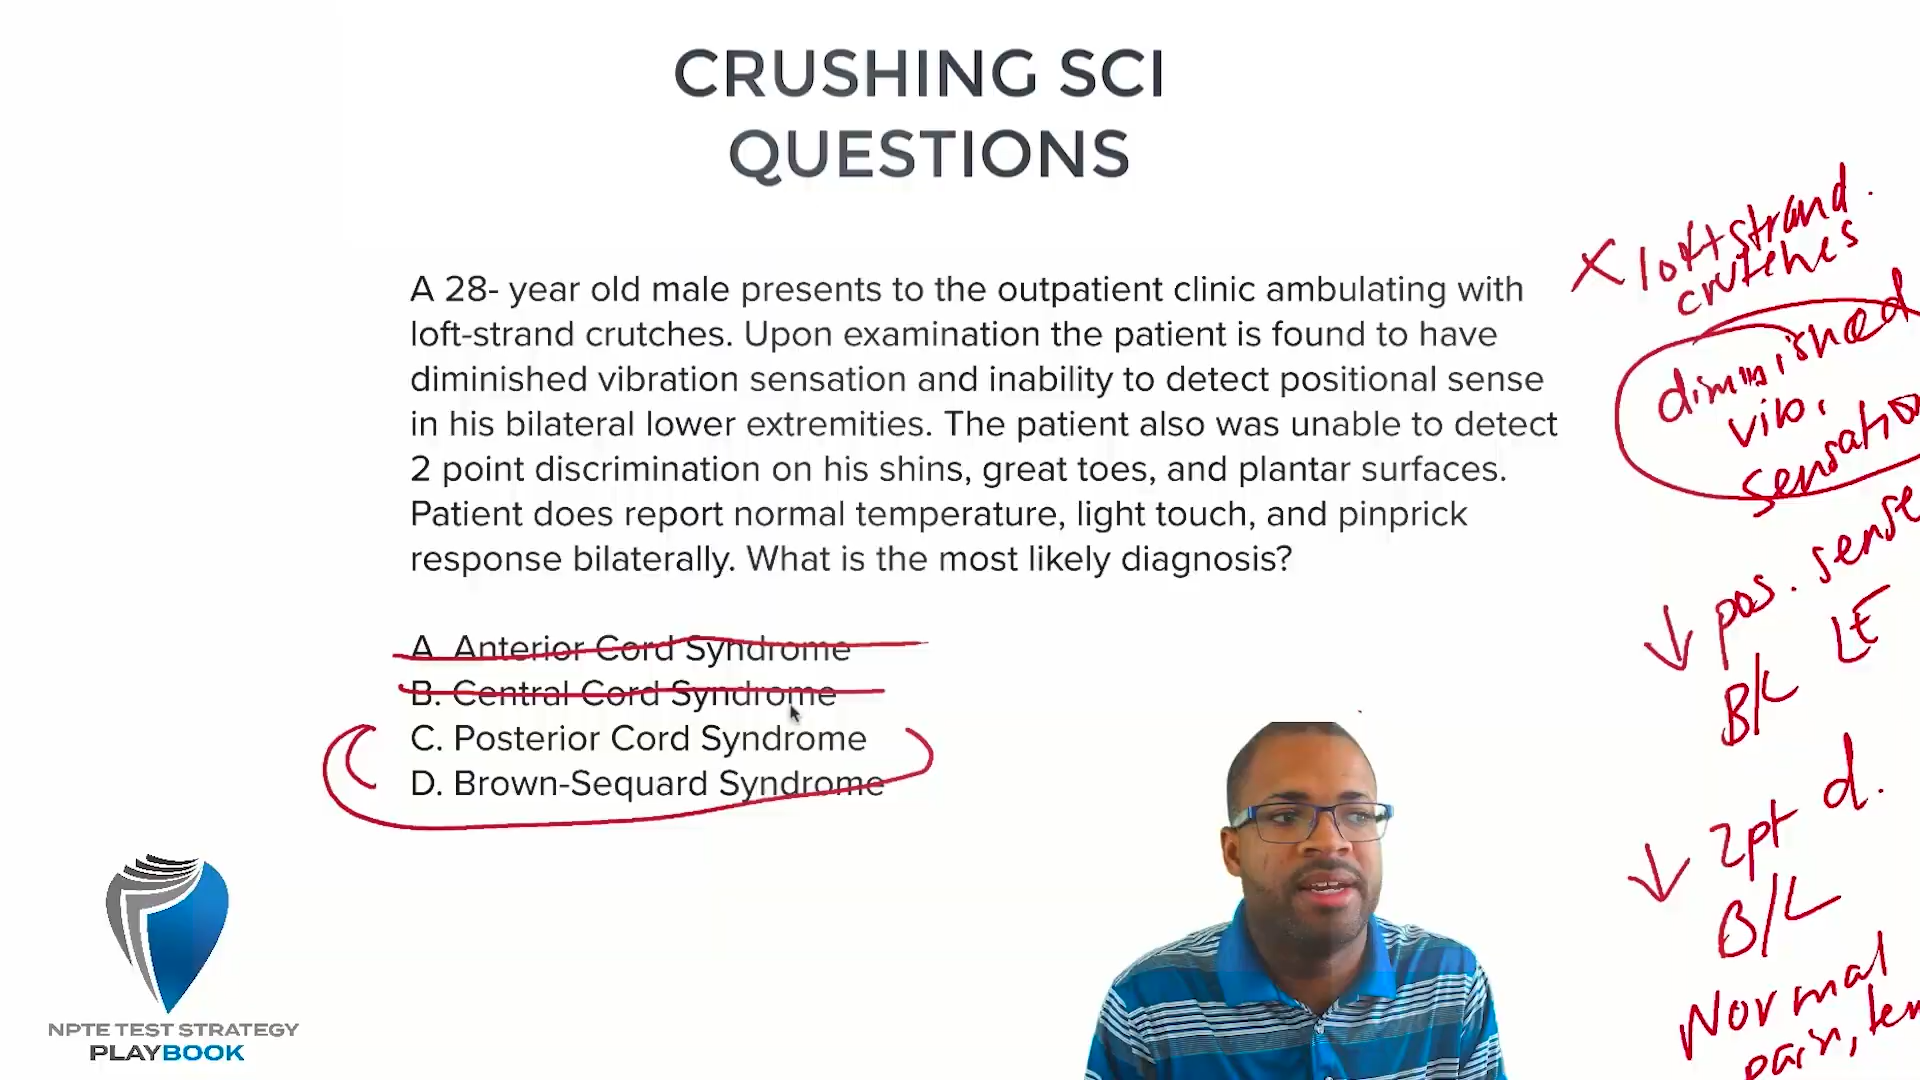 CRUSHING SCI
QUESTIONS
A 28- year old male presents to the outpatient clinic ambulating with
loft-strand crutches. Upon examination the patient is found to have
diminished vibration sensation and inability to detect positional sense
in his bilateral lower extremities. The patient also was unable to detect
2 point discrimination on his shins, great toes, and plantar surfaces.
Patient does report normal temperature, light touch, and pinprick
response bilaterally. What is the most likely diagnosis?
A. Anterior Cord Syndrome
B. Central Cord Syndrome
C. Posterior Cord Syndrome
D. Brown-Sequard Syndrome
X loftstrand.
crutches
diminished
vib.
sensation
↓ pos. sense
B/L LE
↓ 2pt d.
B/L
Normal
pain, tem
NPTE TEST STRATEGY
PLAYBOOK